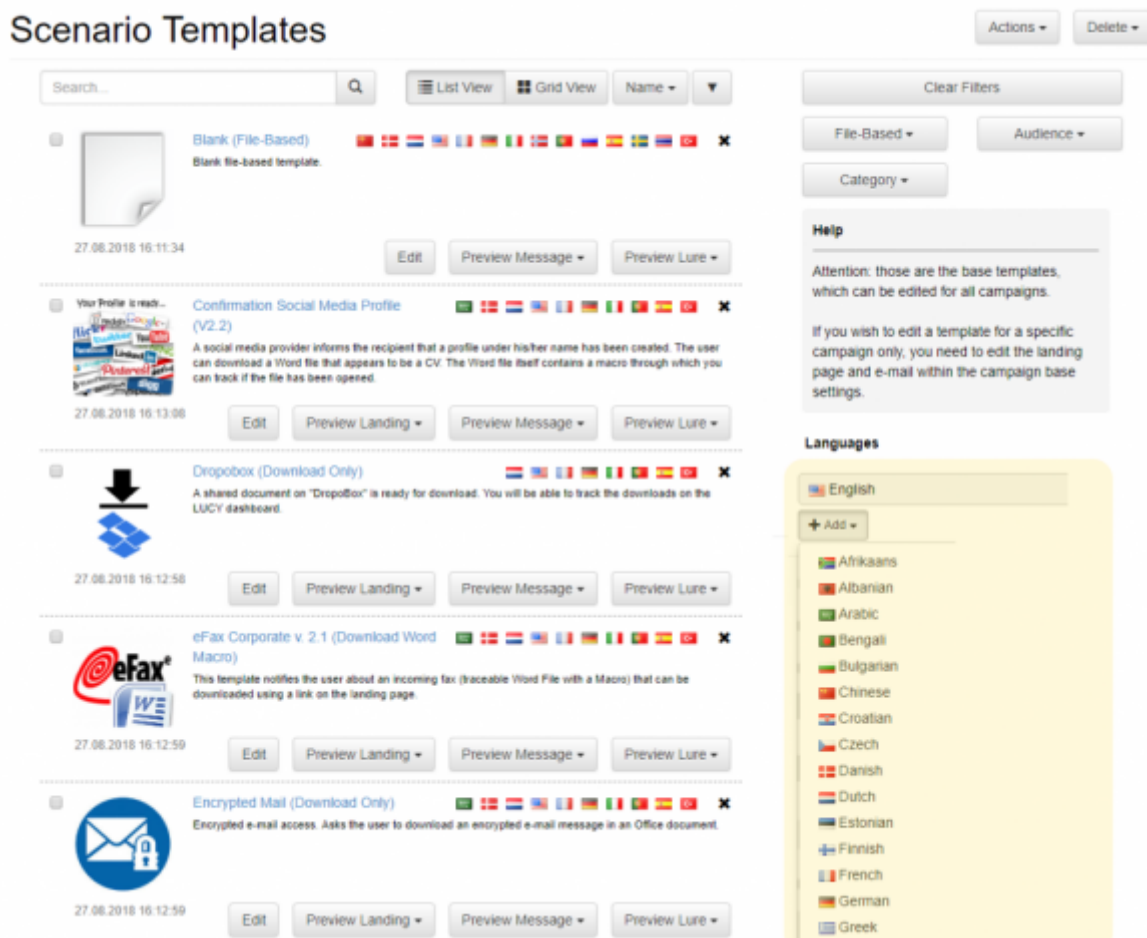 Scenario Templates
Actions
Delete
Search...
List View
Grid View
Name
Clear Filters
File-Based
Audience
Category
Blank (File-Based)
Blank file-based template.
27.08.2018 16:11:34
Edit
Preview Message
Preview Lure
Help
Attention: those are the base templates,
which can be edited for all campaigns.
If you wish to edit a template for a specific
campaign only, you need to edit the landing
page and e-mail within the campaign base
settings.
Your Profile is ready...
Confirmation Social Media Profile
(V2.2)
A social media provider informs the recipient that a profile under his/her name has been created. The user
can download a Word file that appears to be a CV. The Word file itself contains a macro through which you
can track if the file has been opened.
Pinterest
digg
27.08.2018 16:13:08
Edit
Preview Landing
Preview Message
Preview Lure
Dropobox (Download Only)
A shared document on "DropoBox" is ready for download. You will be able to track the downloads on the
LUCY dashboard.
27.08.2018 16:12:58
Edit
Preview Landing
Preview Message
Preview Lure
eFax Corporate v. 2.1 (Download Word
Macro)
This template notifies the user about an incoming fax (traceable Word File with a Macro) that can be
downloaded using a link on the landing page.
eFax
W
27.08.2018 16:12:59
Edit
Preview Landing
Preview Message
Preview Lure
Encrypted Mail (Download Only)
Encrypted e-mail access. Asks the user to download an encrypted e-mail message in an Office document.
27.08.2018 16:12:59
Edit
Preview Landing
Preview Message
Preview Lure
Languages
English
Add
Afrikaans
Albanian
Arabic
Bengali
Bulgarian
Chinese
Croatian
Czech
Danish
Dutch
Estonian
Finnish
French
German
Greek